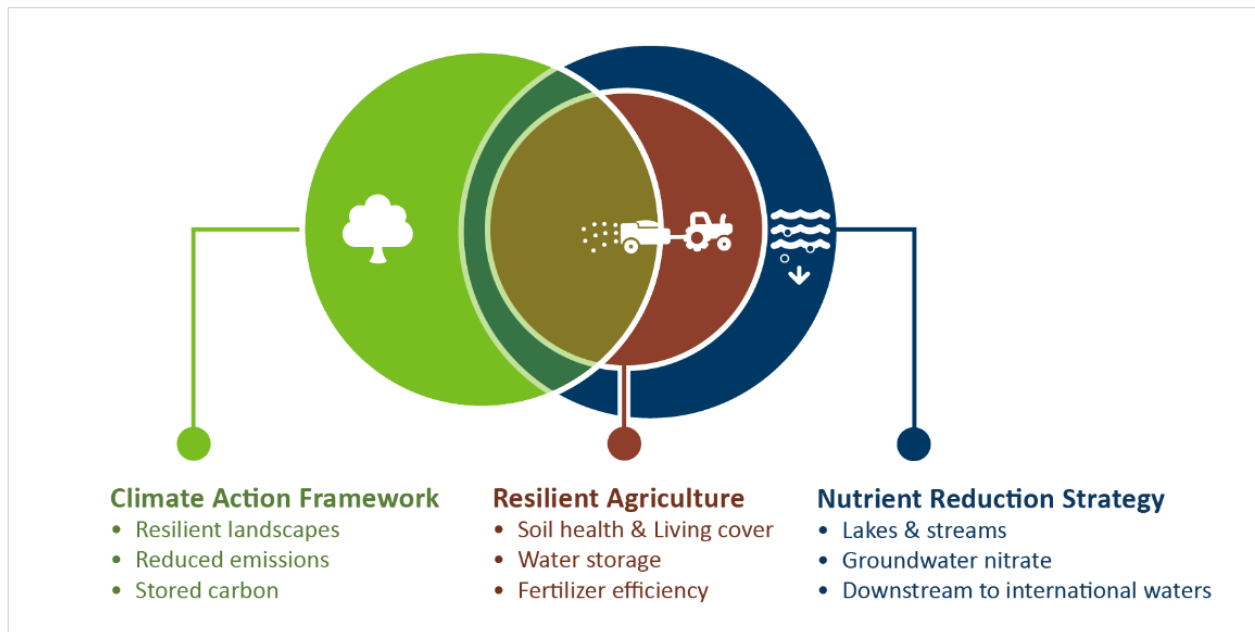 Climate Action Framework
• Resilient landscapes
• Reduced emissions
• Stored carbon
Resilient Agriculture
• Soil health & Living cover
• Water storage
• Fertilizer efficiency
Nutrient Reduction Strategy
• Lakes & streams
• Groundwater nitrate
• Downstream to international waters